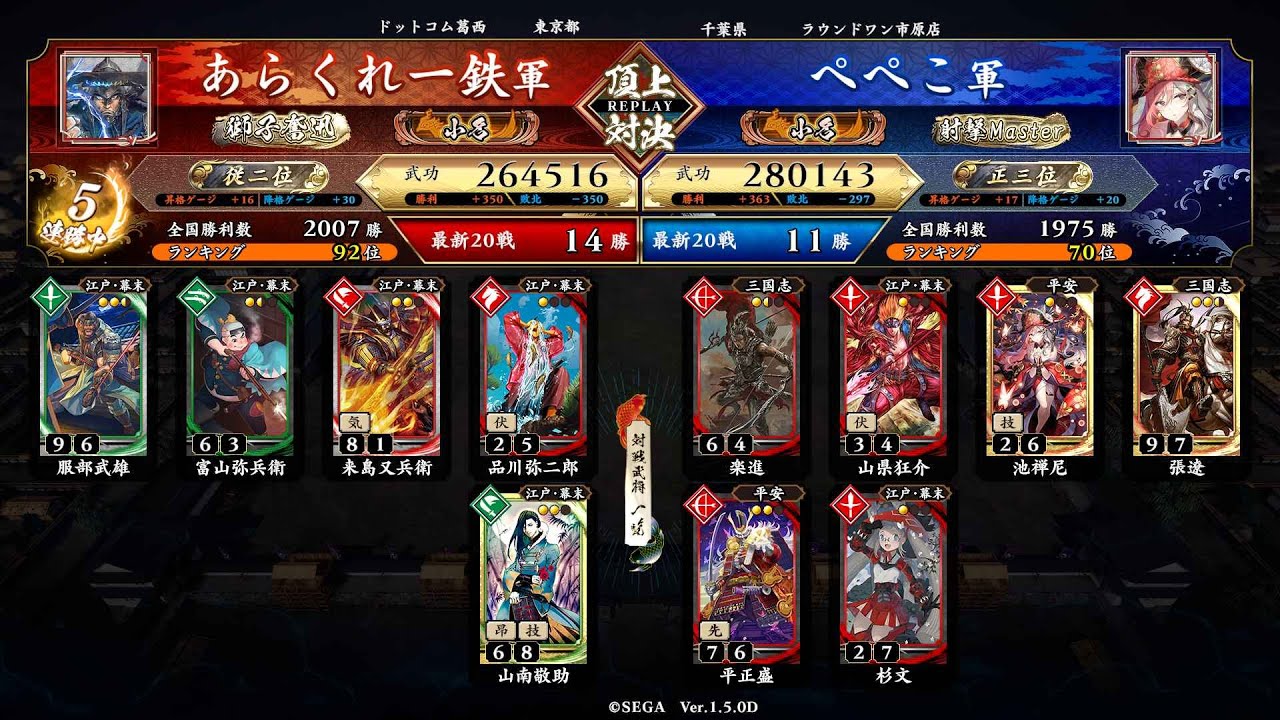 ドットコム葛西 東京都 千葉県 ラウンドワン市原店
あらくれ一鉄軍 頂上 REPLAY 対決 ぺぺこ軍
獅子奮迅 小名 小名 射撃Master
従二位 武功 264516 武功 280143 正三位
昇格ゲージ +16 降格ゲージ +30 勝利 +350 敗北 -350 勝利 +363 敗北 -297 昇格ゲージ +17 降格ゲージ +20
5 連勝中
全国勝利数 2007勝 最新20戦 14勝 最新20戦 11勝 全国勝利数 1975勝
ランキング 92位 ランキング 70位
江戸・幕末 江戸・幕末 江戸・幕末 江戸・幕末 三国志 江戸・幕末 平安 三国志
気 伏 伏 技
9 6 6 3 8 1 2 5 6 4 3 4 2 6 9 7
服部武雄 富山弥兵衛 来島又兵衛 品川弥二郎 楽進 山県狂介 池禅尼 張遼
対戦武将一覧
江戸・幕末 平安 江戸・幕末
昂 技 先
6 8 7 6 2 7
山南敬助 平正盛 杉文
©SEGA Ver.1.5.0D